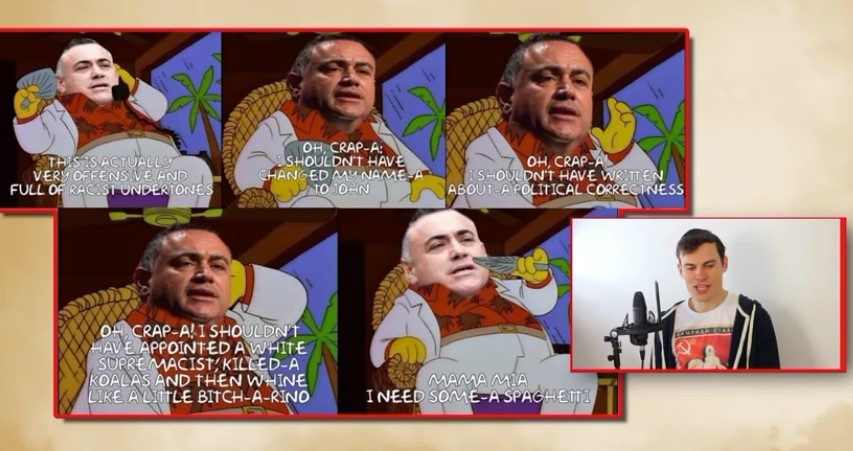 THIS IS ACTUALLY
VERY OFFENSIVE AND
FULL OF RACIST UNDERTONES
OH, CRAP-A;
I SHOULDN'T HAVE
CHANGED MY NAME-A
TO JOHN
OH, CRAP-A!
I SHOULDN'T HAVE WRITTEN
ABOUT-A POLITICAL CORRECTNESS
OH, CRAP-A! I SHOULDN'T
HAVE APPOINTED A WHITE
SUPREMACIST, KILLED-A
KOALAS AND THEN WHINE
LIKE A LITTLE BITCH-A-RINO
MAMA MIA
I NEED SOME-A SPAGHETTI